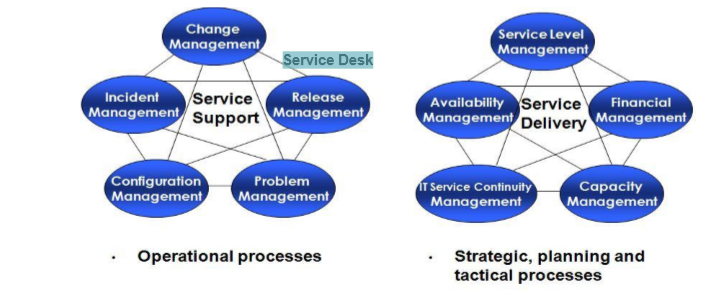 Change
Management
Service Desk
Incident
Management
Service
Support
Release
Management
Configuration
Management
Problem
Management
· Operational processes
Service Level
Management
Availability
Management
Service
Delivery
Financial
Management
IT Service Continuity
Management
Capacity
Management
· Strategic, planning and
tactical processes